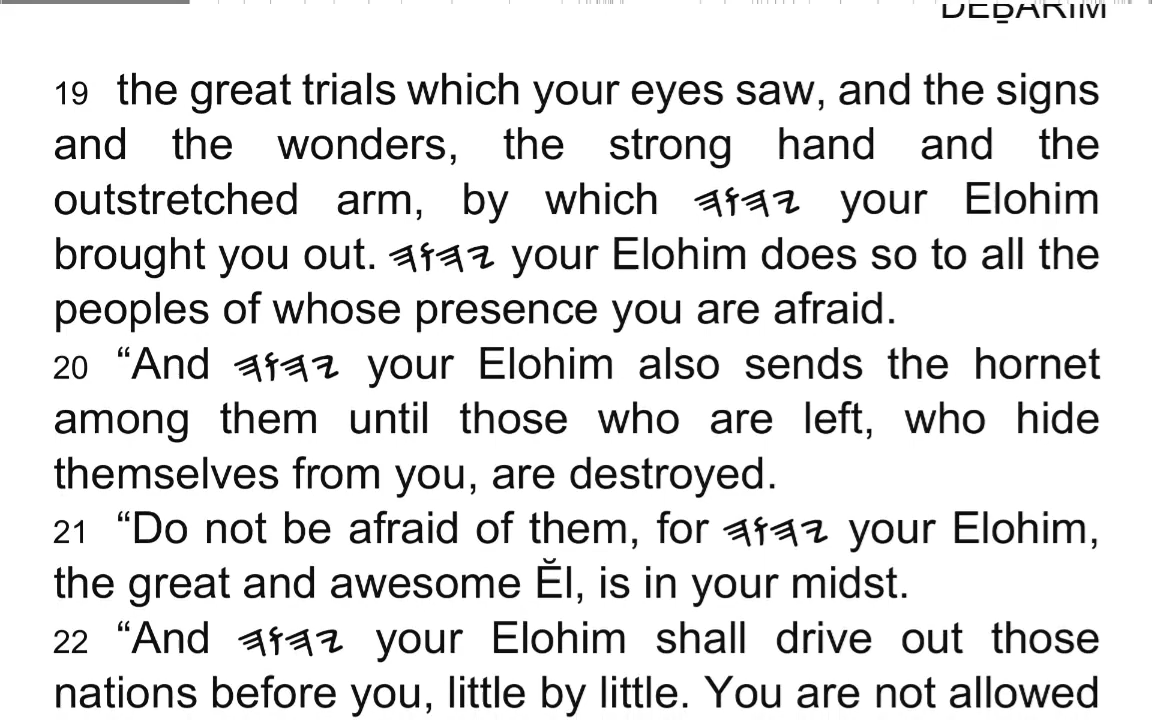 DEḆARIM
19 the great trials which your eyes saw, and the signs
and the wonders, the strong hand and the
outstretched arm, by which 𐤉𐤄𐤅𐤄 your Elohim
brought you out. 𐤉𐤄𐤅𐤄 your Elohim does so to all the
peoples of whose presence you are afraid.
20 “And 𐤉𐤄𐤅𐤄 your Elohim also sends the hornet
among them until those who are left, who hide
themselves from you, are destroyed.
21 “Do not be afraid of them, for 𐤉𐤄𐤅𐤄 your Elohim,
the great and awesome Ĕl, is in your midst.
22 “And 𐤉𐤄𐤅𐤄 your Elohim shall drive out those
nations before you, little by little. You are not allowed